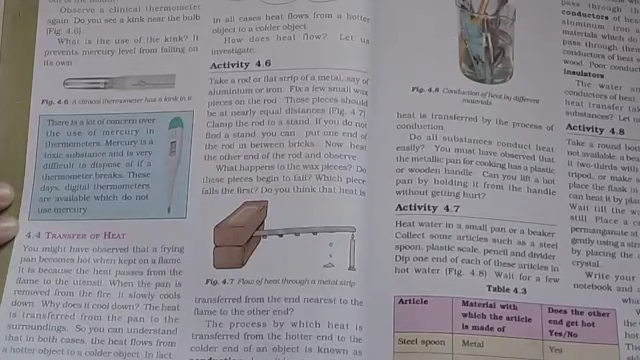 Observe a clinical thermometer
again. Do you see a kink near the bulb
(Fig. 4.6).
What is the use of the kink? It
prevents mercury level from falling on
its own.
Fig. 4.6 A clinical thermometer has a kink in it
There is a lot of concern over
the use of mercury in
thermometers. Mercury is a
toxic substance and is very
difficult to dispose of if a
thermometer breaks. These
days, digital thermometers
are available which do not
use mercury.
4.4 TRANSFER OF HEAT
You might have observed that a frying
pan becomes hot when kept on a flame.
It is because the heat passes from the
flame to the utensil. When the pan is
removed from the fire, it slowly cools
down. Why does it cool down? The heat
is transferred from the pan to the
surroundings. So you can understand
that in both cases, the heat flows from
a hotter object to a colder object. In fact
in all cases heat flows from a hotter
object to a colder object.
How does heat flow? Let us
investigate.
Activity 4.6
Take a rod or flat strip of a metal, say of
aluminium or iron. Fix a few small wax
pieces on the rod. These pieces should
be at nearly equal distances (Fig. 4.7).
Clamp the rod to a stand. If you do not
find a stand, you can put one end of
the rod in between bricks. Now, heat
the other end of the rod and observe.
What happens to the wax pieces? Do
these pieces begin to fall? Which piece
falls the first? Do you think that heat is
Fig. 4.7 Flow of heat through a metal strip
transferred from the end nearest to the
flame to the other end?
The process by which heat is
transferred from the hotter end to the
colder end of an object is known as
Fig. 4.8 Conduction of heat by different
materials
heat is transferred by the process of
conduction.
Do all substances conduct heat
easily? You must have observed that
the metallic pan for cooking has a plastic
or wooden handle. Can you lift a hot
pan by holding it from the handle
without getting hurt?
Activity 4.7
Heat water in a small pan or a beaker.
Collect some articles such as a steel
spoon, plastic scale, pencil and divider.
Dip one end of each of these articles in
hot water (Fig. 4.8). Wait for a few
Table 4.3
Article
Material with
which the article
is made of
Does the other
end get hot
Yes/No
Steel spoon
Metal
Yes
pass through
conductors of
aluminum, iron
materials which do
pass through them
conductors of heat
wood. Poor conduct
insulators
The water an
conductors of heat
heat transfer tak
substances? Let us
Activity 4.8
Take a round bott
not available, a
it two-thirds with
tripod, or make a
place the flask in
can heat it by plac
Wait till the w
still. Place a
permanganate at
gently using a
by placing the
crystal.
Write your
notebook and